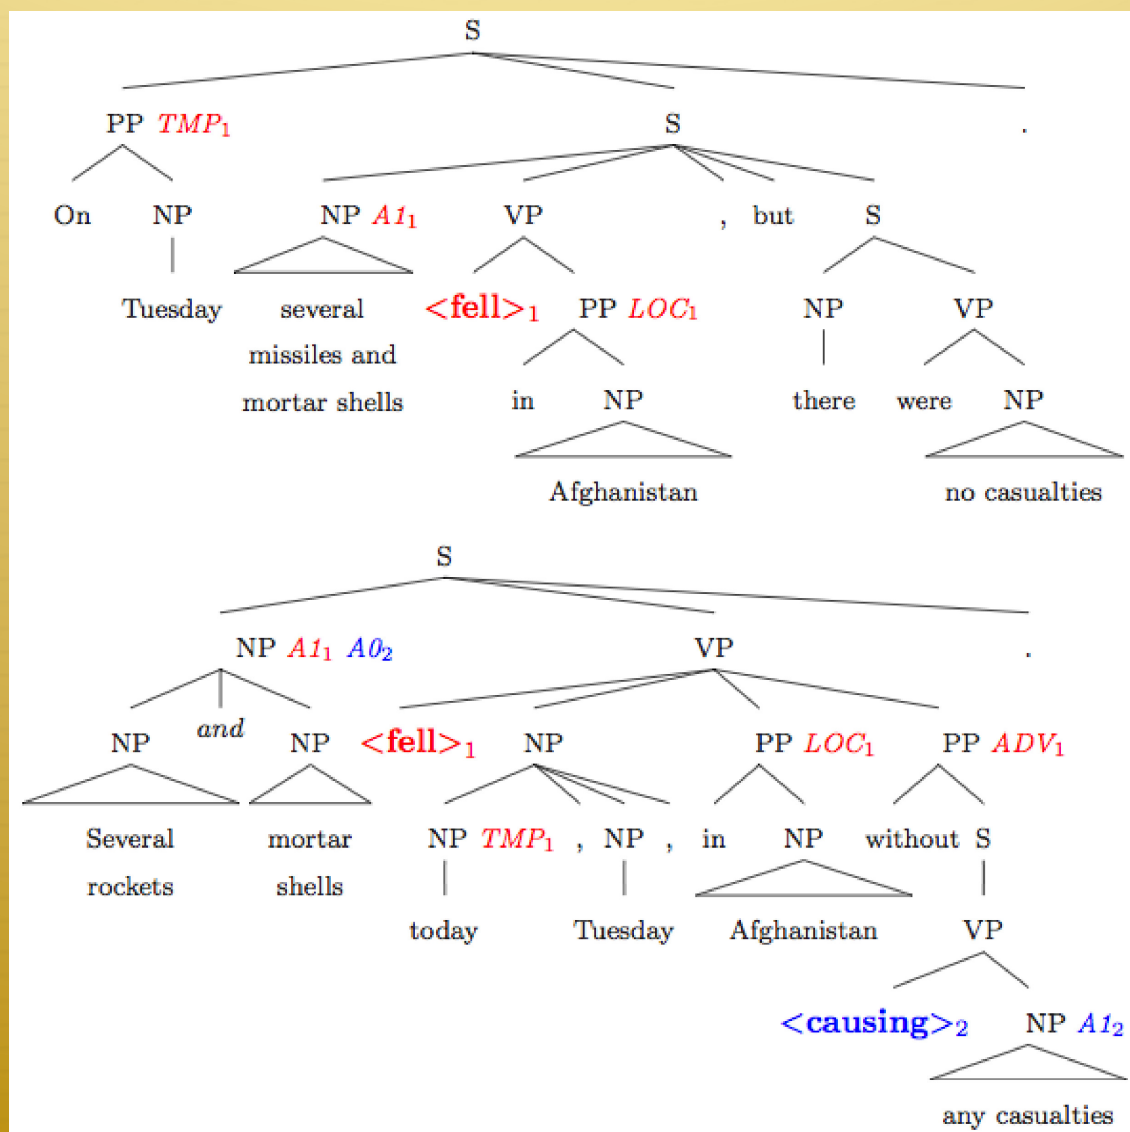 S
PP TMP₁ S .
On NP NP A1₁ VP , but S
Tuesday several <fell>₁ PP LOC₁ NP VP
missiles and
mortar shells in NP there were NP
Afghanistan no casualties
S
NP A1₁ A0₂ VP .
NP and NP <fell>₁ NP PP LOC₁ PP ADV₁
Several mortar NP TMP₁ , NP , in NP without S
rockets shells
today Tuesday Afghanistan VP
<causing>₂ NP A1₂
any casualties